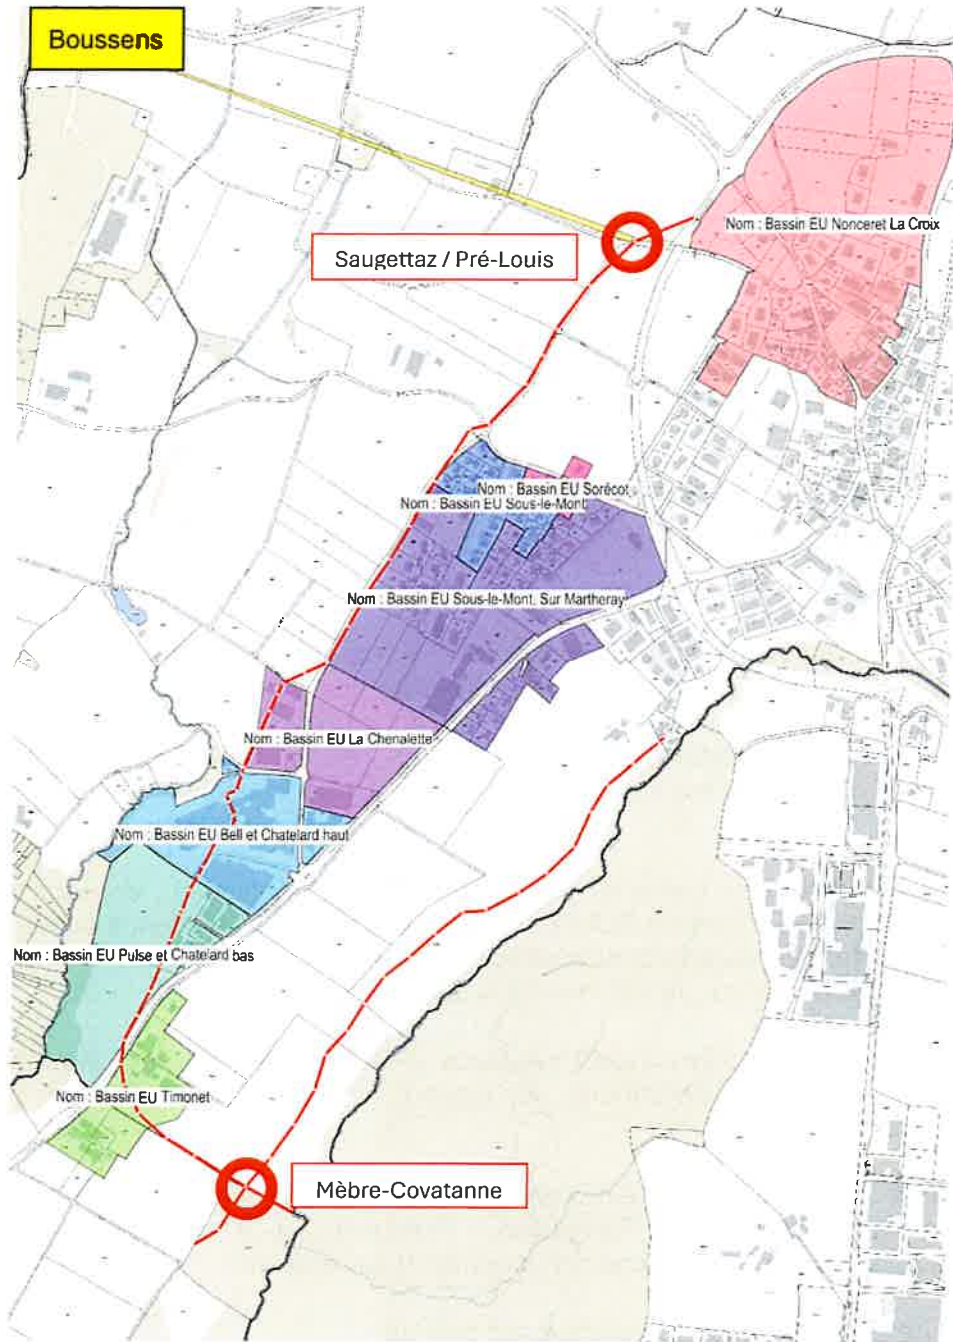 Boussens
Nom : Bassin EU Nonceret La Croix
Saugettaz / Pré-Louis
Nom : Bassin EU Sorécot
Nom : Bassin EU Sous-le-Mont
Nom : Bassin EU Sous-le-Mont, Sur Martheray
Nom : Bassin EU La Chenalette
Nom : Bassin EU Bell et Chatelard haut
Nom : Bassin EU Pulse et Chatelard bas
Nom : Bassin EU Timonet
Mèbre-Covatanne